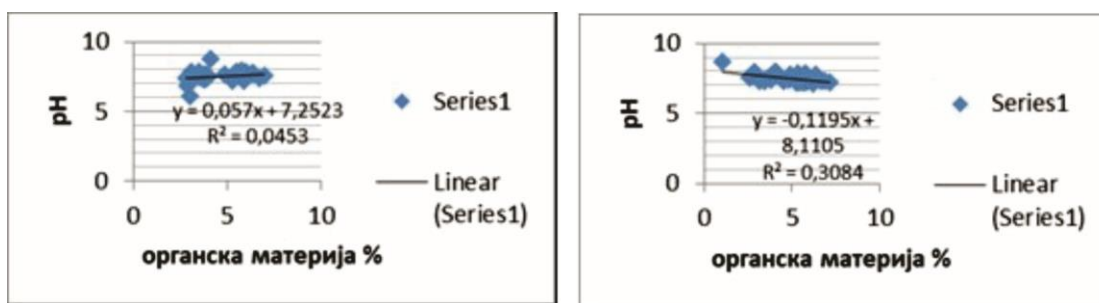 10
5
0
pH
y = 0,057x + 7,2523
R² = 0,0453
0
5
10
органска материја %
Series1
Linear
(Series1)
10
5
0
pH
y = -0,1195x +
8,1105
R² = 0,3084
0
5
10
органска материја %
Series1
Linear
(Series1)